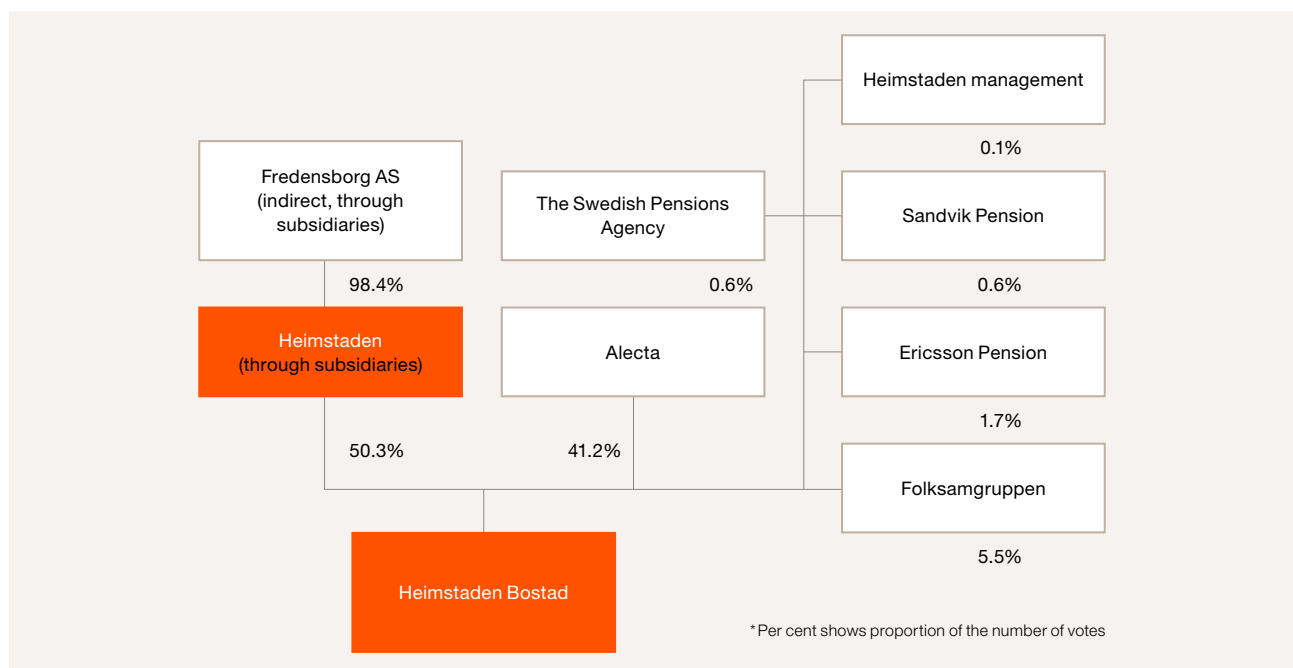 Heimstaden management
0.1%
Fredensborg AS
(indirect, through
subsidiaries)
98.4%
The Swedish Pensions
Agency
0.6%
Sandvik Pension
0.6%
Heimstaden
(through subsidiaries)
50.3%
Alecta
41.2%
Ericsson Pension
1.7%
Folksamgruppen
5.5%
Heimstaden Bostad
*Per cent shows proportion of the number of votes